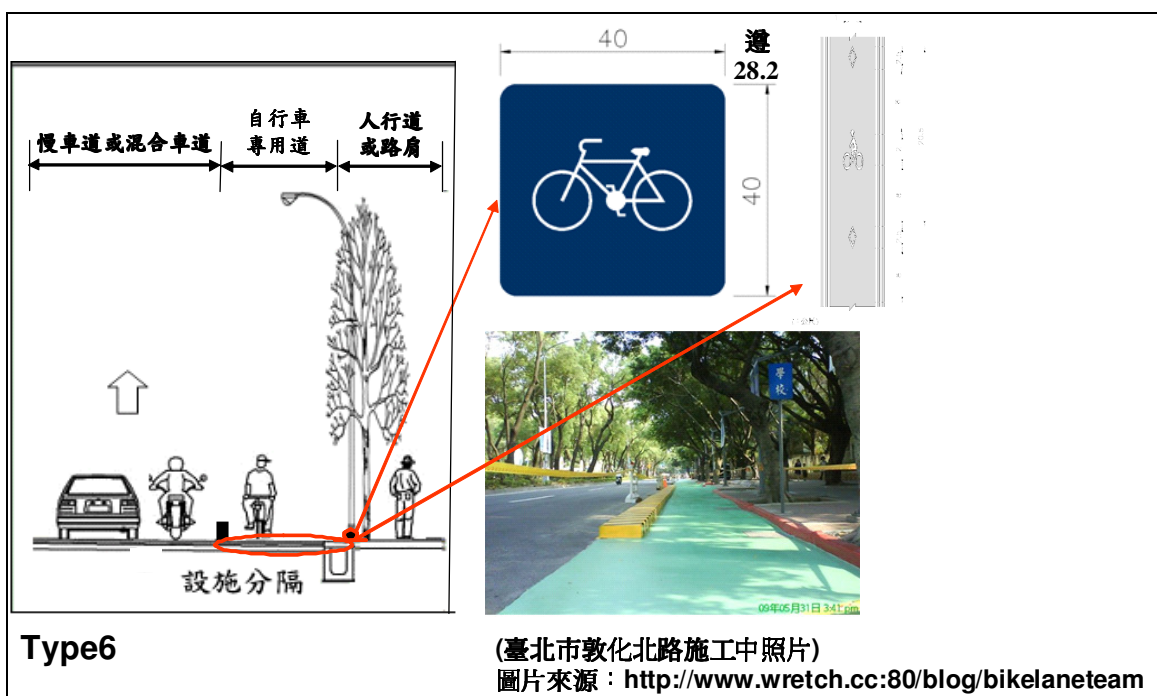 40
遵
28.2
40
慢車道或混合車道
自行車
專用道
人行道
或路肩
設施分隔
學校
09年05月31日 3:41 pm
Type6
(臺北市敦化北路施工中照片)
圖片來源：http://www.wretch.cc:80/blog/bikelaneteam